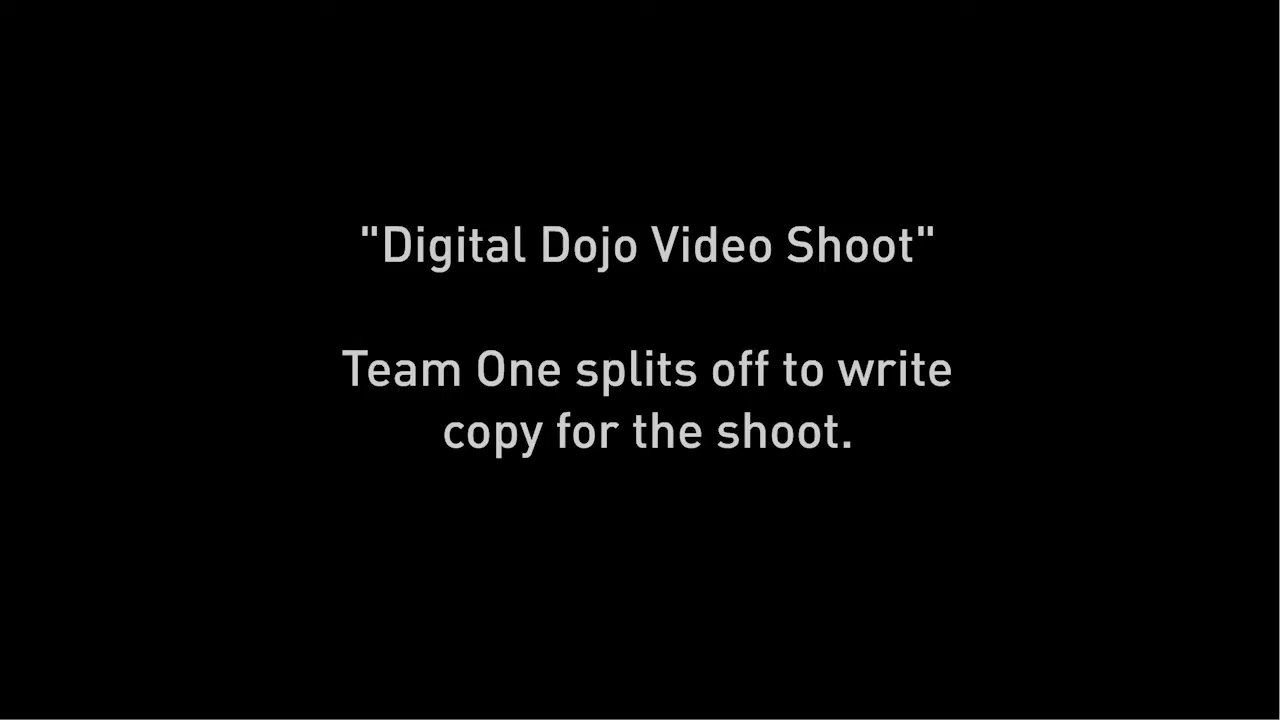 "Digital Dojo Video Shoot"
Team One splits off to write
copy for the shoot.